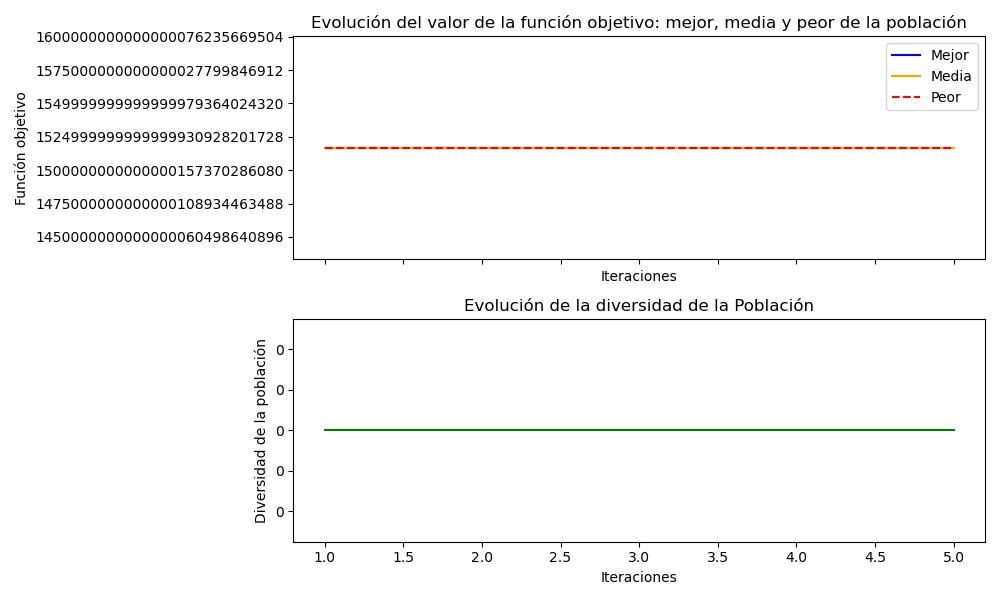 Evolución del valor de la función objetivo: mejor, media y peor de la población
Función objetivo
1600000000000000076235669504
1575000000000000027799846912
1549999999999999979364024320
1524999999999999930928201728
1500000000000000157370286080
1475000000000000108934463488
1450000000000000060498640896
Mejor
Media
Peor
Iteraciones
Evolución de la diversidad de la Población
Diversidad de la población
0
0
0
0
0
1.0 1.5 2.0 2.5 3.0 3.5 4.0 4.5 5.0
Iteraciones